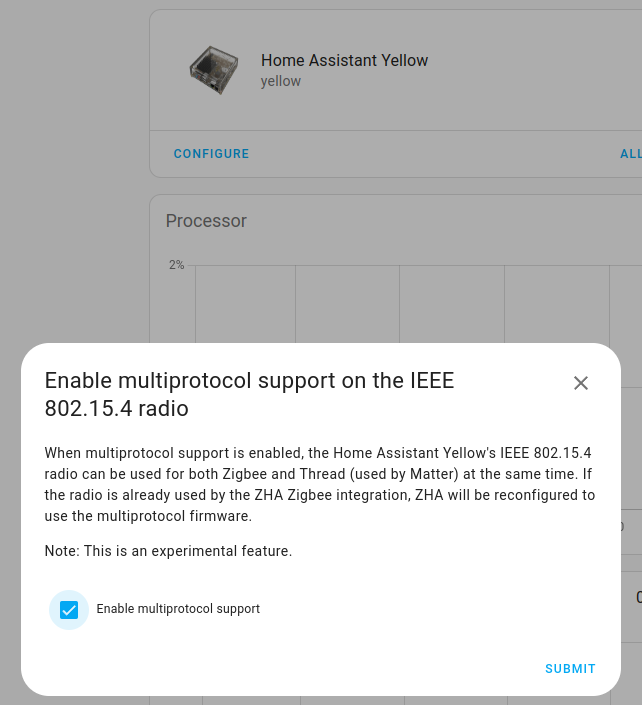 Home Assistant Yellow
yellow
CONFIGURE
ALL
Processor
2%
Enable multiprotocol support on the IEEE
802.15.4 radio
When multiprotocol support is enabled, the Home Assistant Yellow's IEEE 802.15.4
radio can be used for both Zigbee and Thread (used by Matter) at the same time. If
the radio is already used by the ZHA Zigbee integration, ZHA will be reconfigured to
use the multiprotocol firmware.
Note: This is an experimental feature.
Enable multiprotocol support
SUBMIT